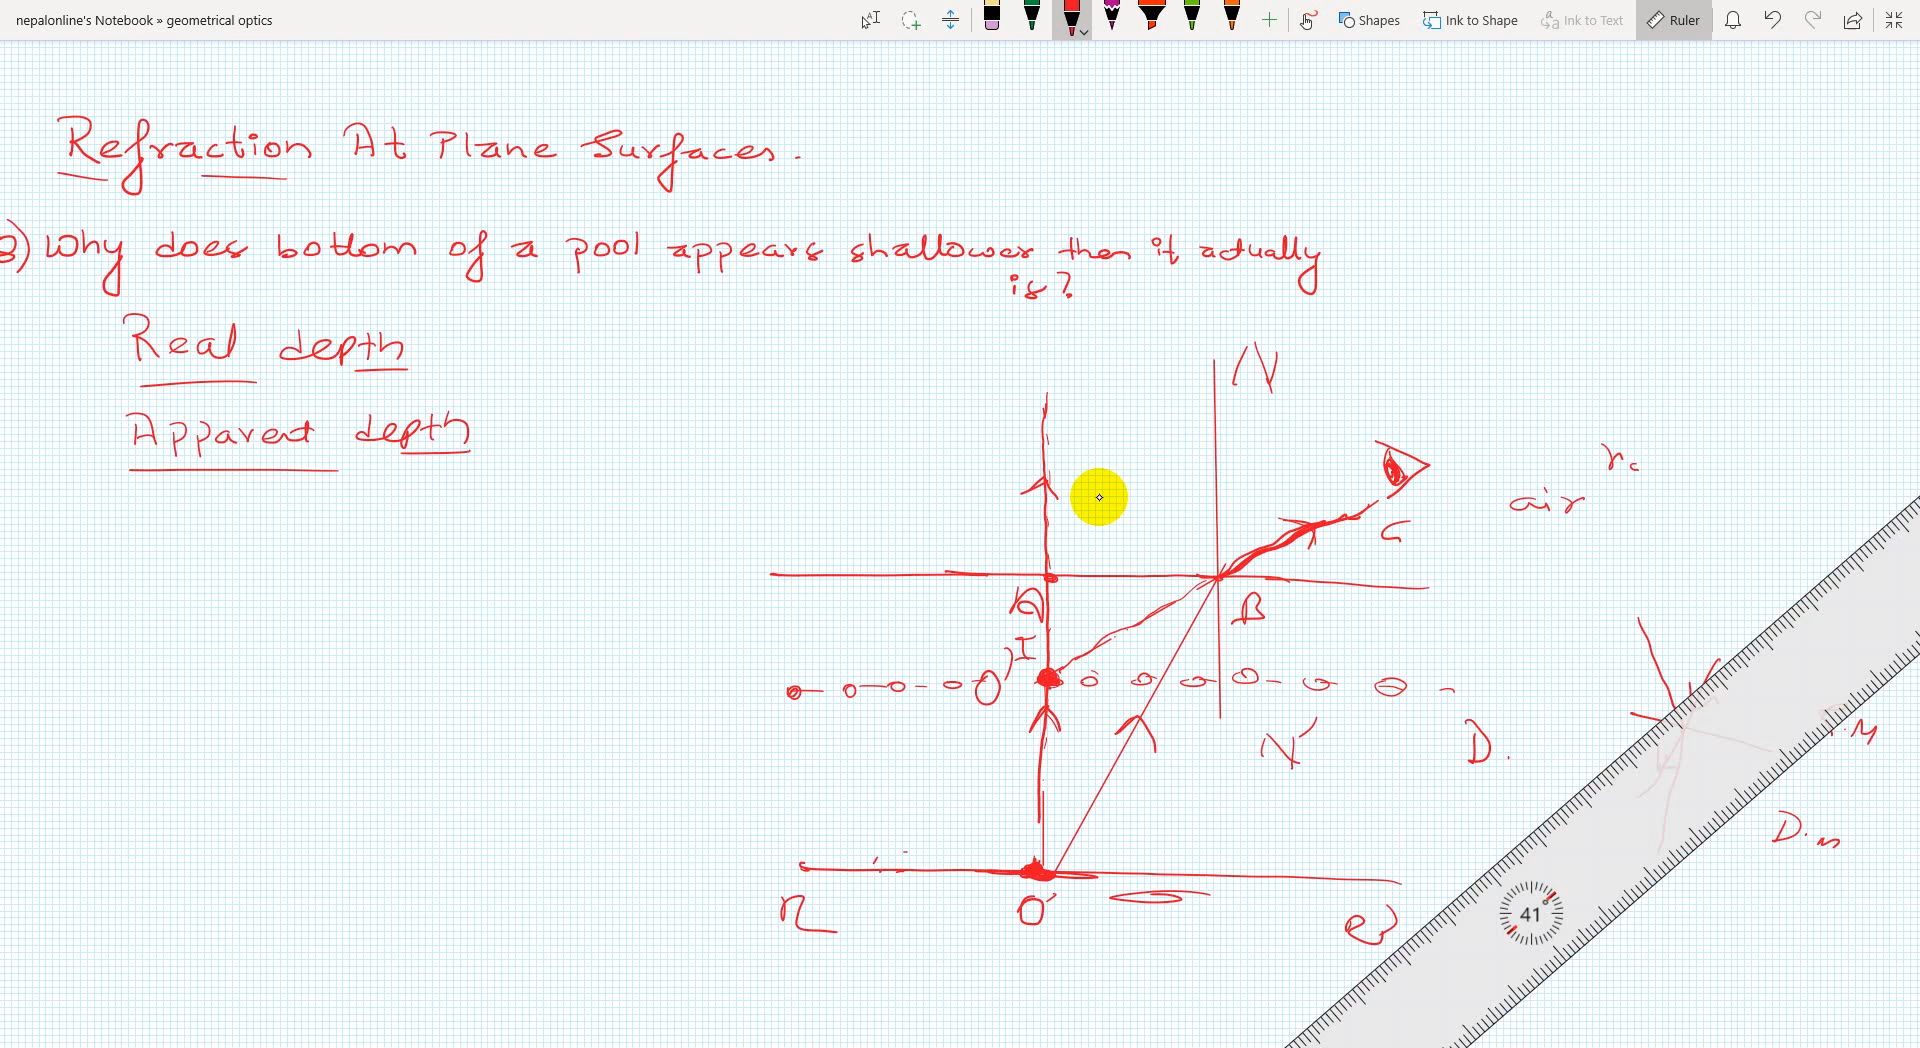 nepalonline's Notebook » geometrical optics
Shapes
Ink to Shape
Ink to Text
Ruler
Refraction At Plane Surfaces.
Why does bottom of a pool appears shallower then it actually
is?
Real depth
Apparent depth
N
air
C
A
B
I
O'
N'
D.
O
41